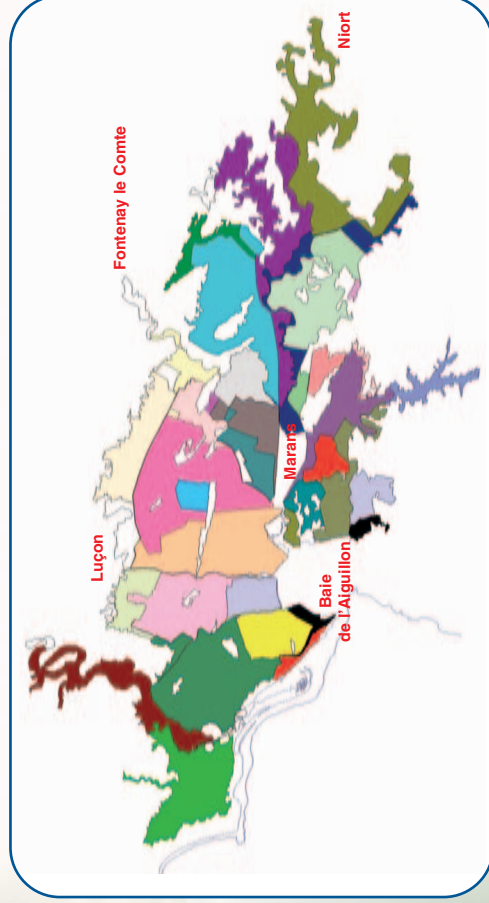 Niort
Fontenay le Comte
Luçon
Marans
Baie
de l'Aiguillon